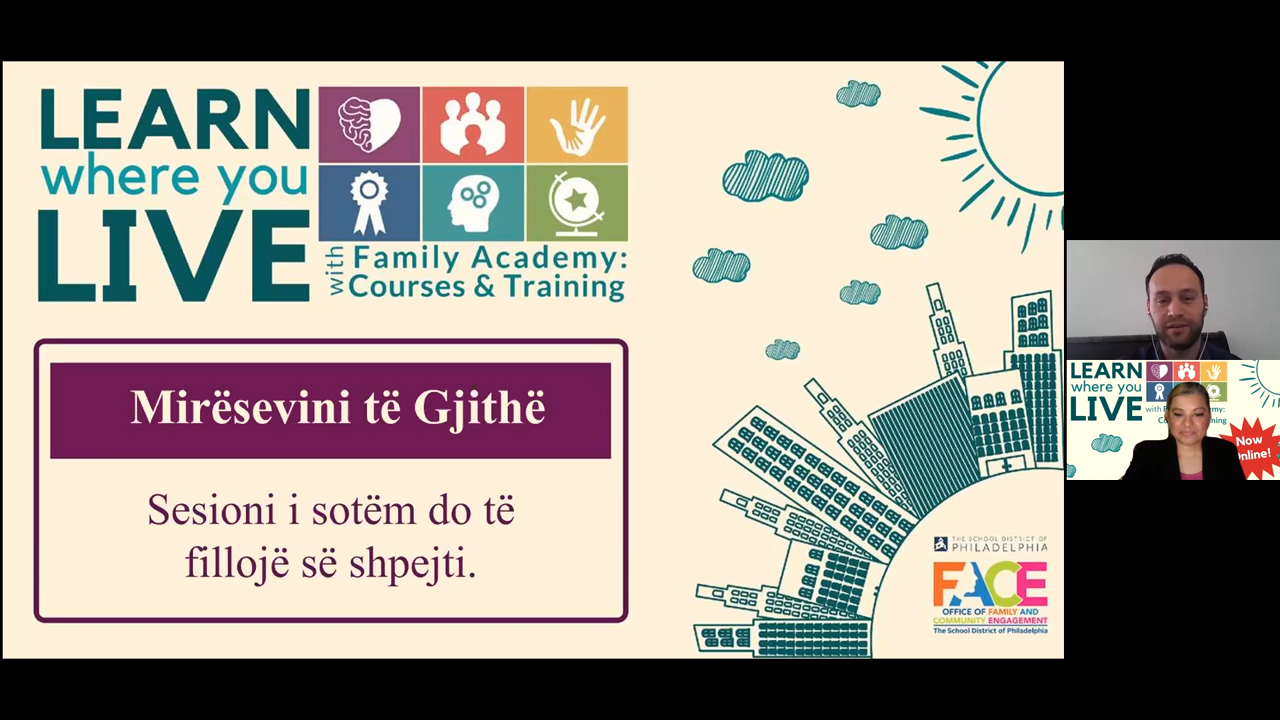 LEARN
where you
LIVE
with Family Academy:
Courses & Training
Mirësevini të Gjithë
Sesioni i sotëm do të
fillojë së shpejti.
THE SCHOOL DISTRICT OF
PHILADELPHIA
FACE
OFFICE OF FAMILY AND
COMMUNITY ENGAGEMENT
The School District of Philadelphia
LEARN
where you
LIVE
with
Now
Online!